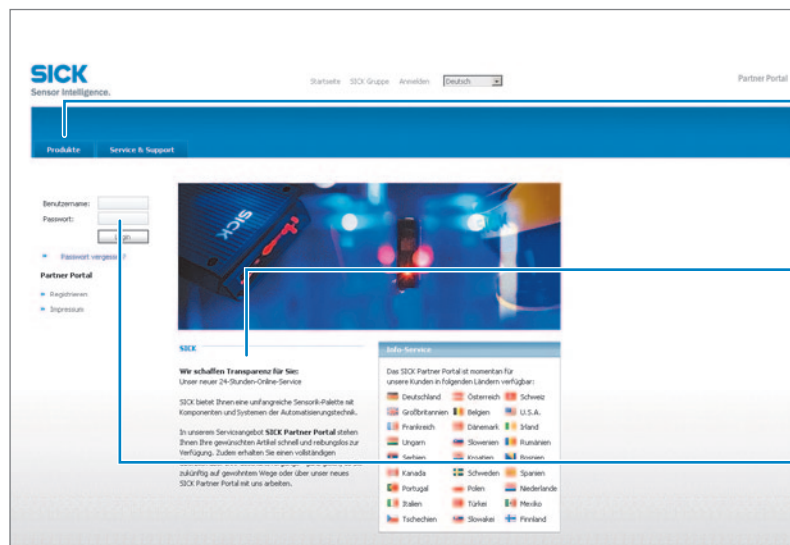 SICK
Sensor Intelligence.
Startseite SICK Gruppe Anmelden Deutsch
Partner Portal
Produkte Service & Support
Benutzername:
Passwort:
Login
Passwort vergessen?
Partner Portal
Registrieren
Impressum
SICK
SICK
Wir schaffen Transparenz für Sie:
Unser neuer 24-Stunden-Online-Service
SICK bietet Ihnen eine umfangreiche Sensorik-Palette mit
Komponenten und Systemen der Automatisierungstechnik.
In unserem Serviceangebot SICK Partner Portal stehen
Ihnen Ihre gewünschten Artikel schnell und reibungslos zur
Verfügung. Zudem erhalten Sie einen vollständigen
zukünftig auf gewohntem Wege oder über unser neues
SICK Partner Portal mit uns arbeiten.
Info-Service
Das SICK Partner Portal ist momentan für
unsere Kunden in folgenden Ländern verfügbar:
Deutschland Österreich Schweiz
Großbritannien Belgien U.S.A.
Frankreich Dänemark Irland
Ungarn Slowenien Rumänien
Serbien Kroatien Bosnien
Kanada Schweden Spanien
Portugal Polen Niederlande
Italien Türkei Mexiko
Tschechien Slowakei Finnland